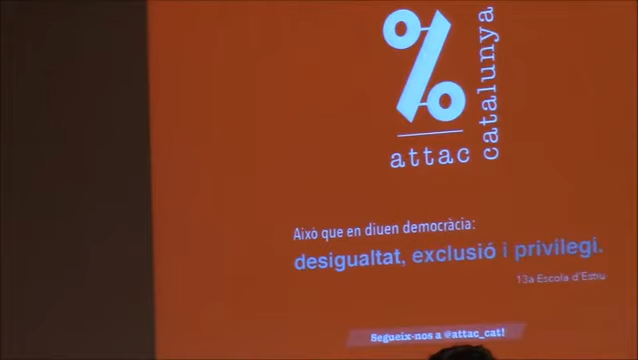 %
attac
catalunya
Això que en diuen democràcia:
desigualtat, exclusió i privilegi.
13a Escola d'Estiu
Segueix-nos a @attac_cat!